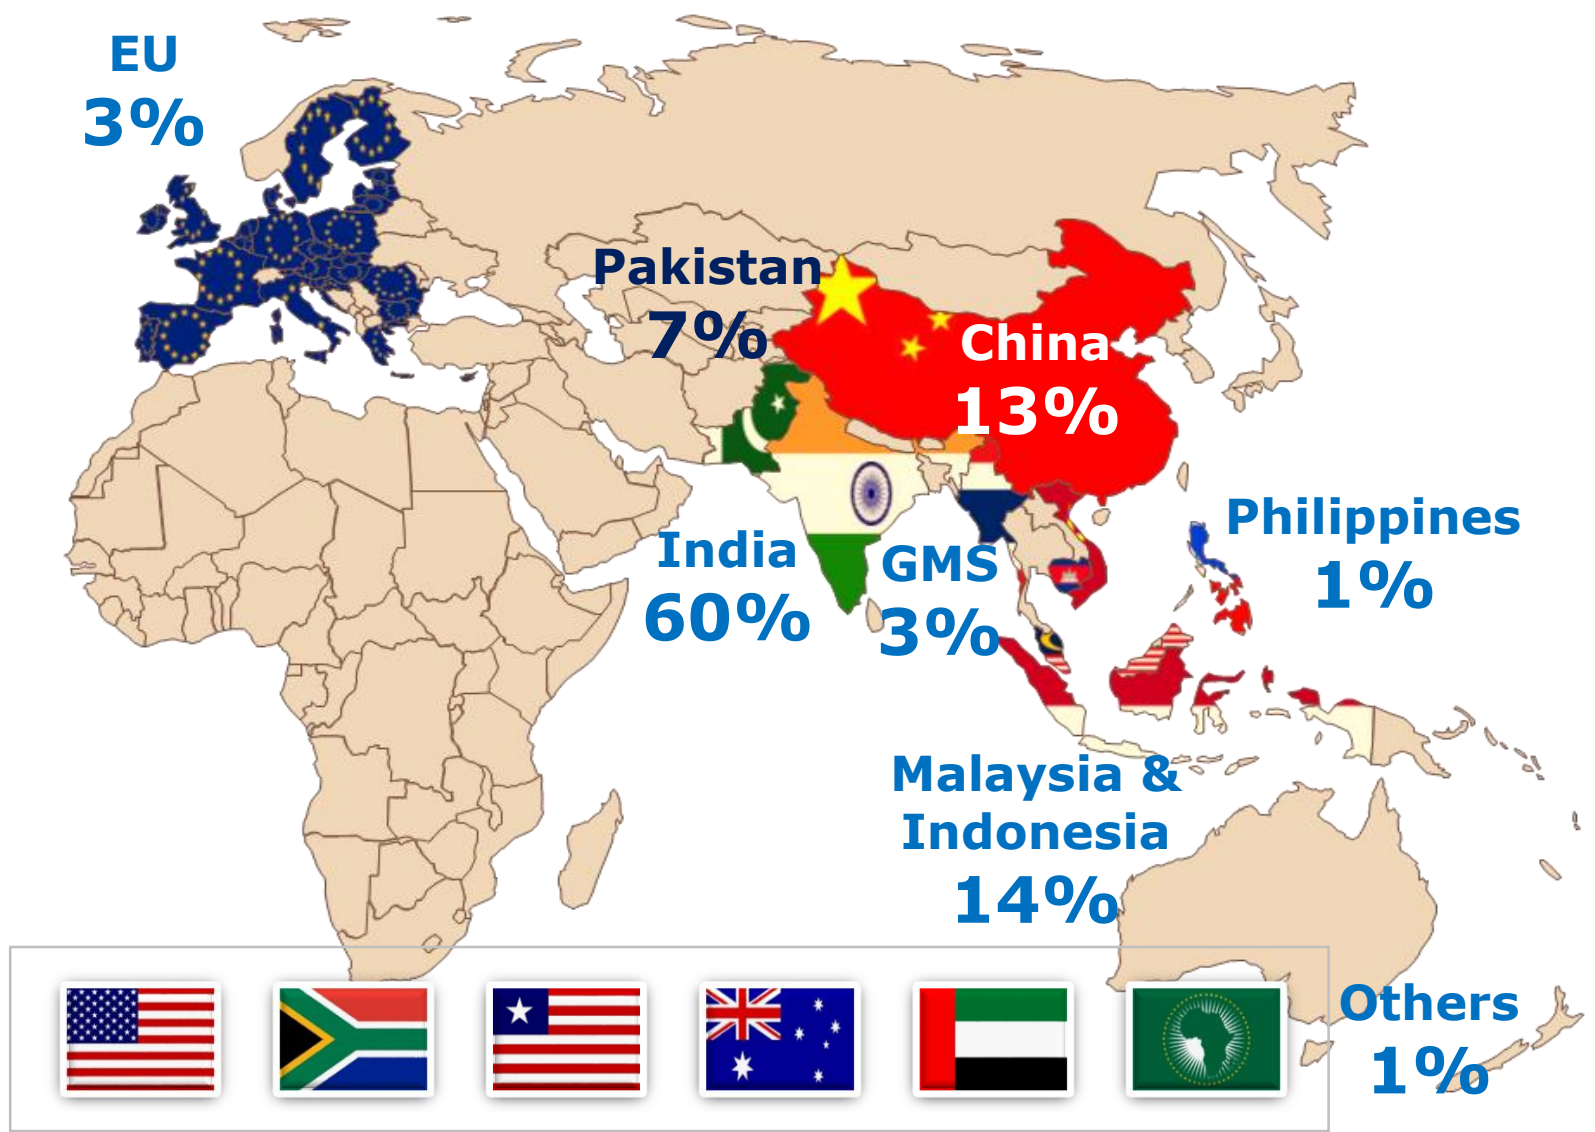 EU
3%
Pakistan
7%
China
13%
Philippines
1%
India
60%
GMS
3%
Malaysia &
Indonesia
14%
Others
1%